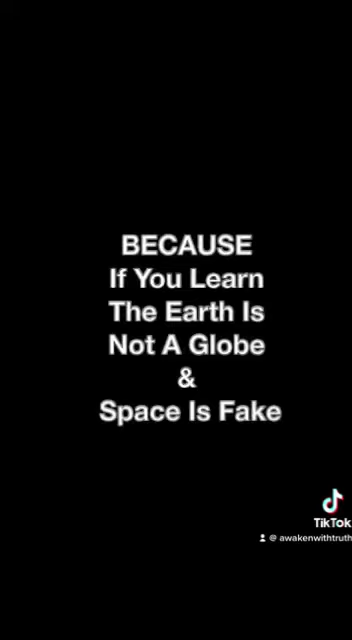 BECAUSE
If You Learn
The Earth Is
Not A Globe
&
Space Is Fake
TikTok
@ awakenwithtruth